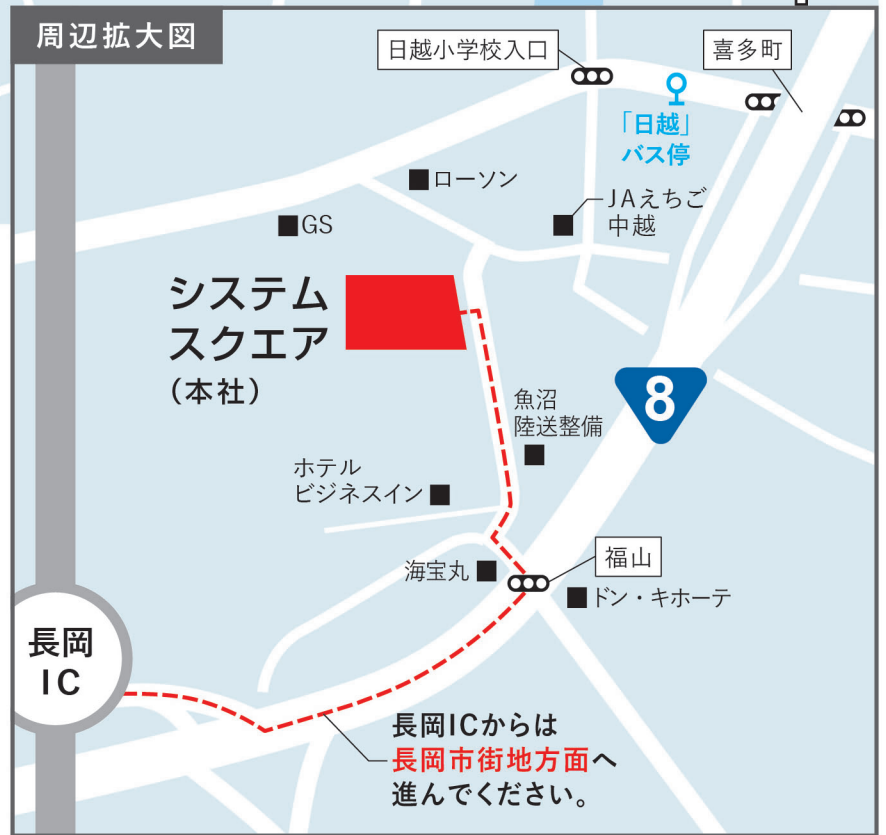 周辺拡大図
日越小学校入口
喜多町
「日越」
バス停
ローソン
JAえちご
中越
GS
システム
スクエア
(本社)
8
魚沼
陸送整備
ホテル
ビジネスイン
福山
海宝丸
ドン・キホーテ
長岡
IC
長岡ICからは
長岡市街地方面へ
進んでください。